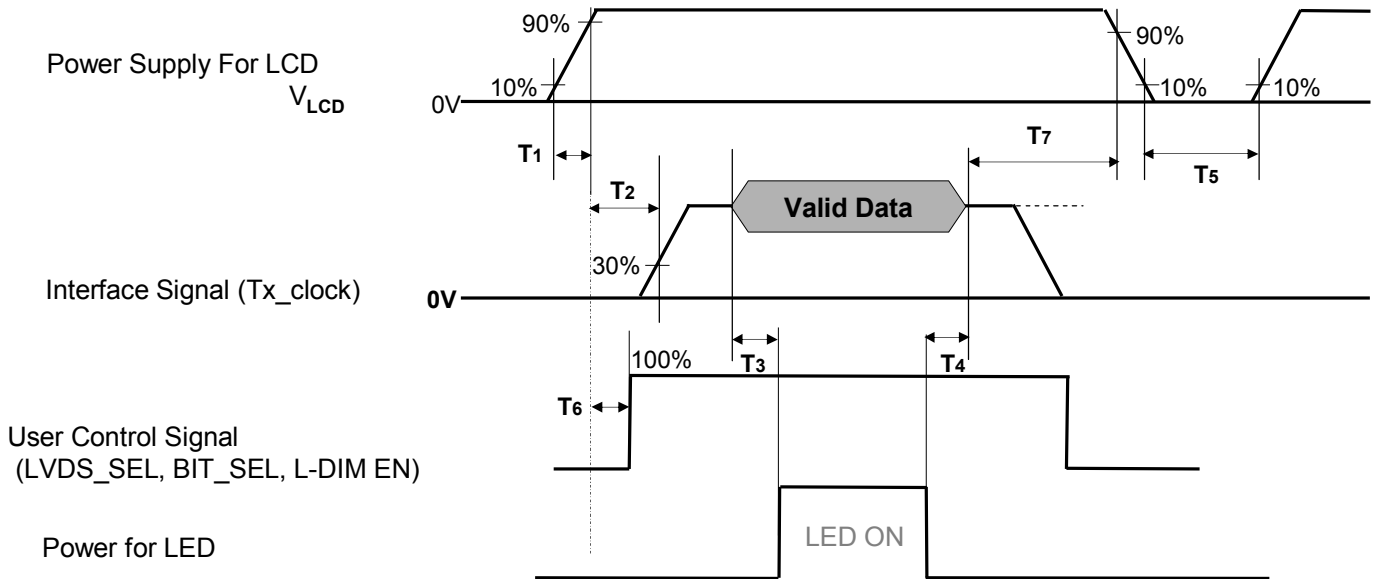 90%
90%
Power Supply For LCD
VLCD
10%
10%
10%
0V
T1
T7
T5
T2
Valid Data
30%
Interface Signal (Tx_clock)
0V
100%
T3
T4
T6
User Control Signal
(LVDS_SEL, BIT_SEL, L-DIM EN)
LED ON
Power for LED